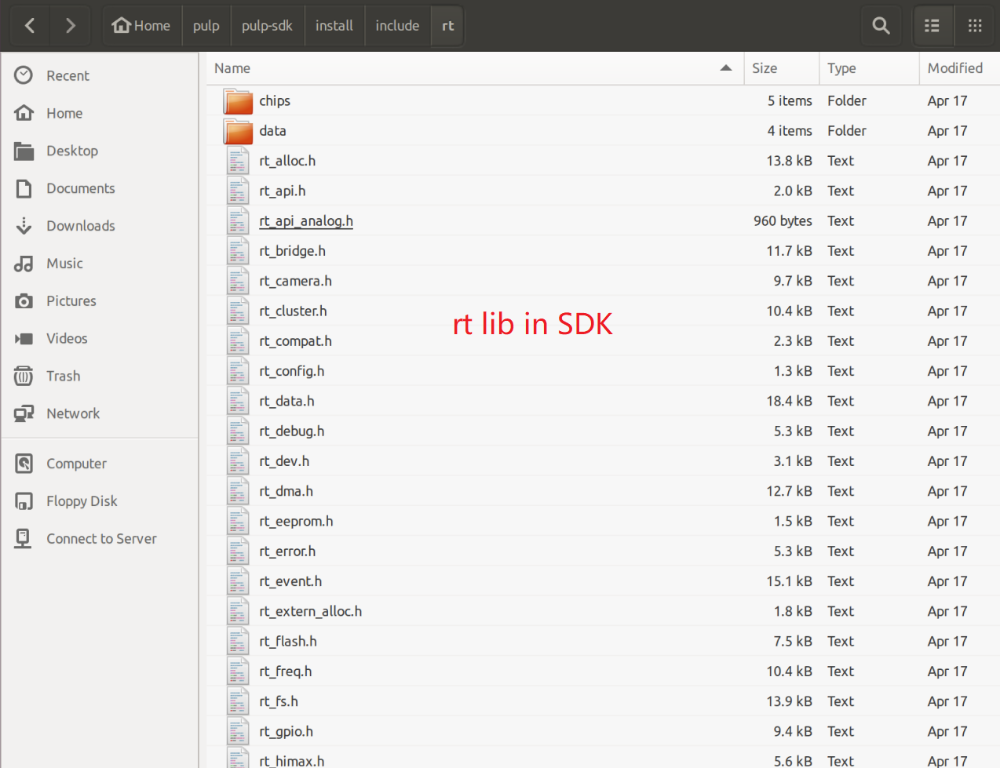 Home pulp pulp-sdk install include rt
Name Size Type Modified
Recent
Home
Desktop
Documents
Downloads
Music
Pictures
Videos
Trash
Network
Computer
Floppy Disk
Connect to Server
chips 5 items Folder Apr 17
data 4 items Folder Apr 17
rt_alloc.h 13.8 kB Text Apr 17
rt_api.h 2.0 kB Text Apr 17
rt_api_analog.h 960 bytes Text Apr 17
rt_bridge.h 11.7 kB Text Apr 17
rt_camera.h 9.7 kB Text Apr 17
rt_cluster.h 10.4 kB Text Apr 17
rt lib in SDK
rt_compat.h 2.3 kB Text Apr 17
rt_config.h 1.3 kB Text Apr 17
rt_data.h 18.4 kB Text Apr 17
rt_debug.h 5.3 kB Text Apr 17
rt_dev.h 3.1 kB Text Apr 17
rt_dma.h 12.7 kB Text Apr 17
rt_eeprom.h 1.5 kB Text Apr 17
rt_error.h 5.3 kB Text Apr 17
rt_event.h 15.1 kB Text Apr 17
rt_extern_alloc.h 1.8 kB Text Apr 17
rt_flash.h 7.5 kB Text Apr 17
rt_freq.h 10.4 kB Text Apr 17
rt_fs.h 13.9 kB Text Apr 17
rt_gpio.h 9.4 kB Text Apr 17
rt_himax.h 5.6 kB Text Apr 17